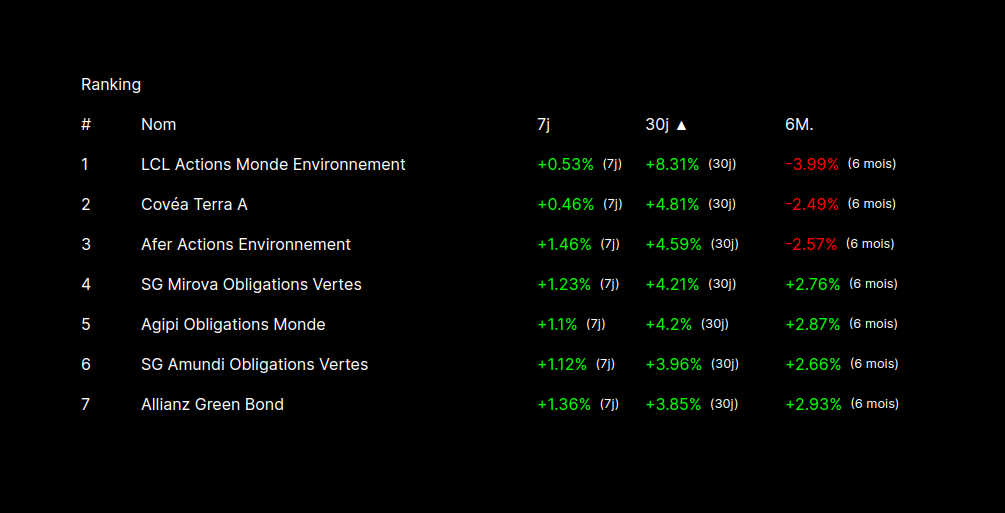 Ranking
# Nom 7j 30j ▲ 6M.
1 LCL Actions Monde Environnement +0.53% (7j) +8.31% (30j) -3.99% (6 mois)
2 Covéa Terra A +0.46% (7j) +4.81% (30j) -2.49% (6 mois)
3 Afer Actions Environnement +1.46% (7j) +4.59% (30j) -2.57% (6 mois)
4 SG Mirova Obligations Vertes +1.23% (7j) +4.21% (30j) +2.76% (6 mois)
5 Agipi Obligations Monde +1.1% (7j) +4.2% (30j) +2.87% (6 mois)
6 SG Amundi Obligations Vertes +1.12% (7j) +3.96% (30j) +2.66% (6 mois)
7 Allianz Green Bond +1.36% (7j) +3.85% (30j) +2.93% (6 mois)